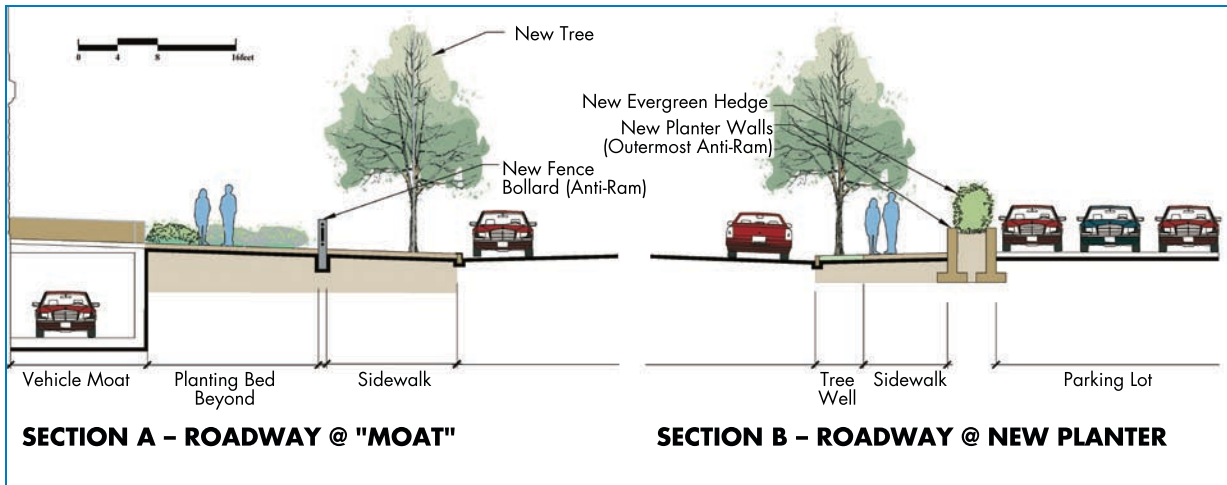 0 4 8 16feet
New Tree
New Fence
Bollard (Anti-Ram)
Vehicle Moat
Planting Bed
Beyond
Sidewalk
SECTION A – ROADWAY @ "MOAT"
New Evergreen Hedge
New Planter Walls
(Outermost Anti-Ram)
Tree
Well
Sidewalk
Parking Lot
SECTION B – ROADWAY @ NEW PLANTER